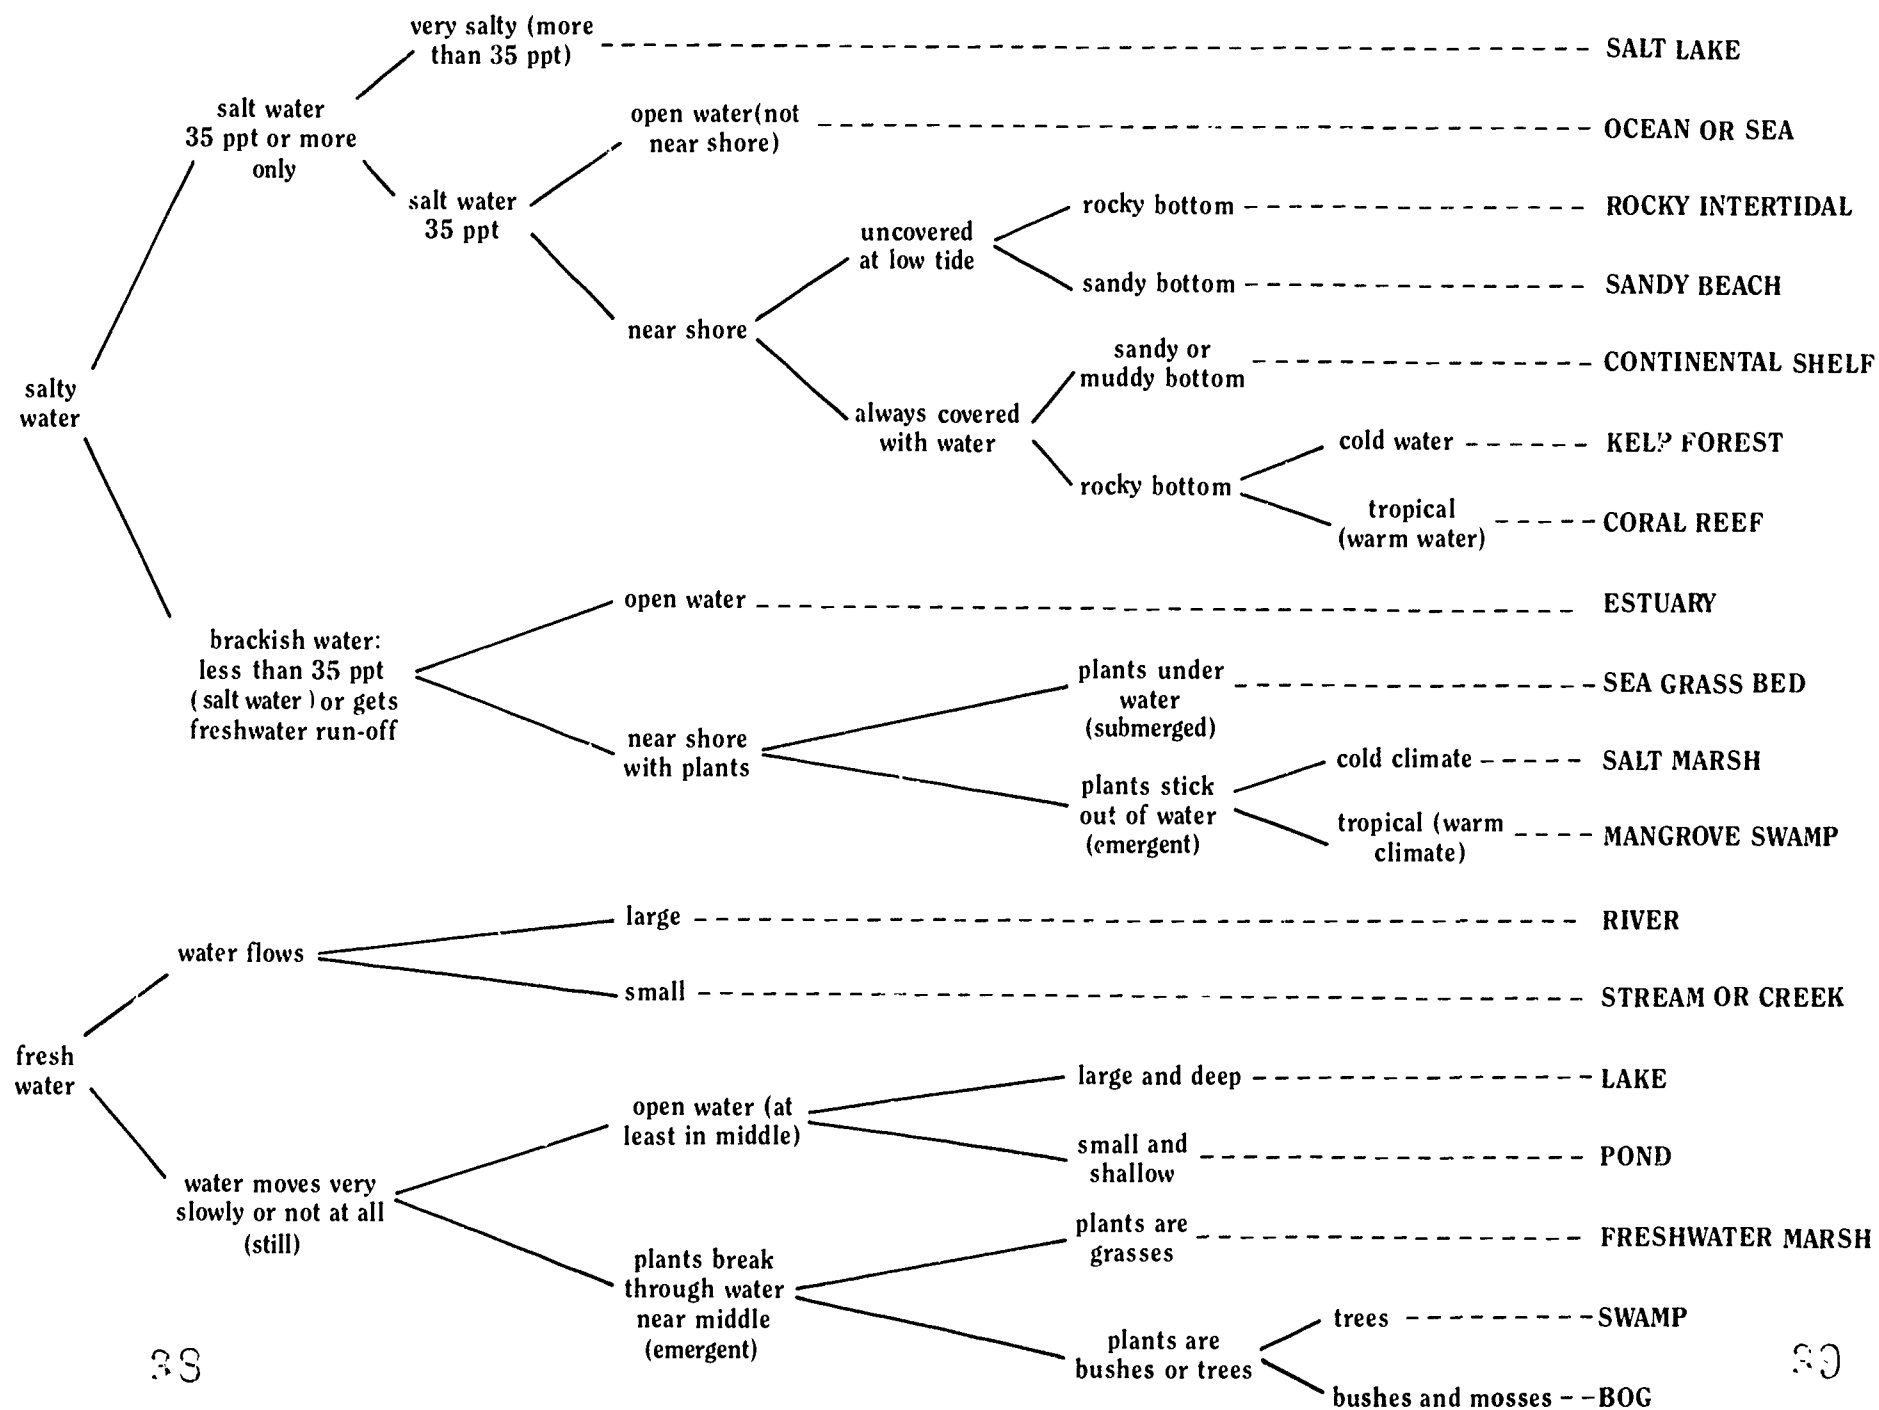 very salty (more
than 35 ppt)
SALT LAKE
salt water
35 ppt or more
only
open water(not
near shore)
OCEAN OR SEA
salt water
35 ppt
rocky bottom
ROCKY INTERTIDAL
uncovered
at low tide
sandy bottom
SANDY BEACH
near shore
sandy or
muddy bottom
CONTINENTAL SHELF
salty
water
always covered
with water
cold water
KELP FOREST
rocky bottom
tropical
(warm water)
CORAL REEF
open water
ESTUARY
brackish water:
less than 35 ppt
(salt water) or gets
freshwater run-off
plants under
water
(submerged)
SEA GRASS BED
near shore
with plants
cold climate
SALT MARSH
plants stick
out of water
(emergent)
tropical (warm
climate)
MANGROVE SWAMP
large
RIVER
water flows
small
STREAM OR CREEK
fresh
water
large and deep
LAKE
open water (at
least in middle)
small and
shallow
POND
water moves very
slowly or not at all
(still)
plants are
grasses
FRESHWATER MARSH
plants break
through water
near middle
(emergent)
trees
SWAMP
plants are
bushes or trees
bushes and mosses
BOG